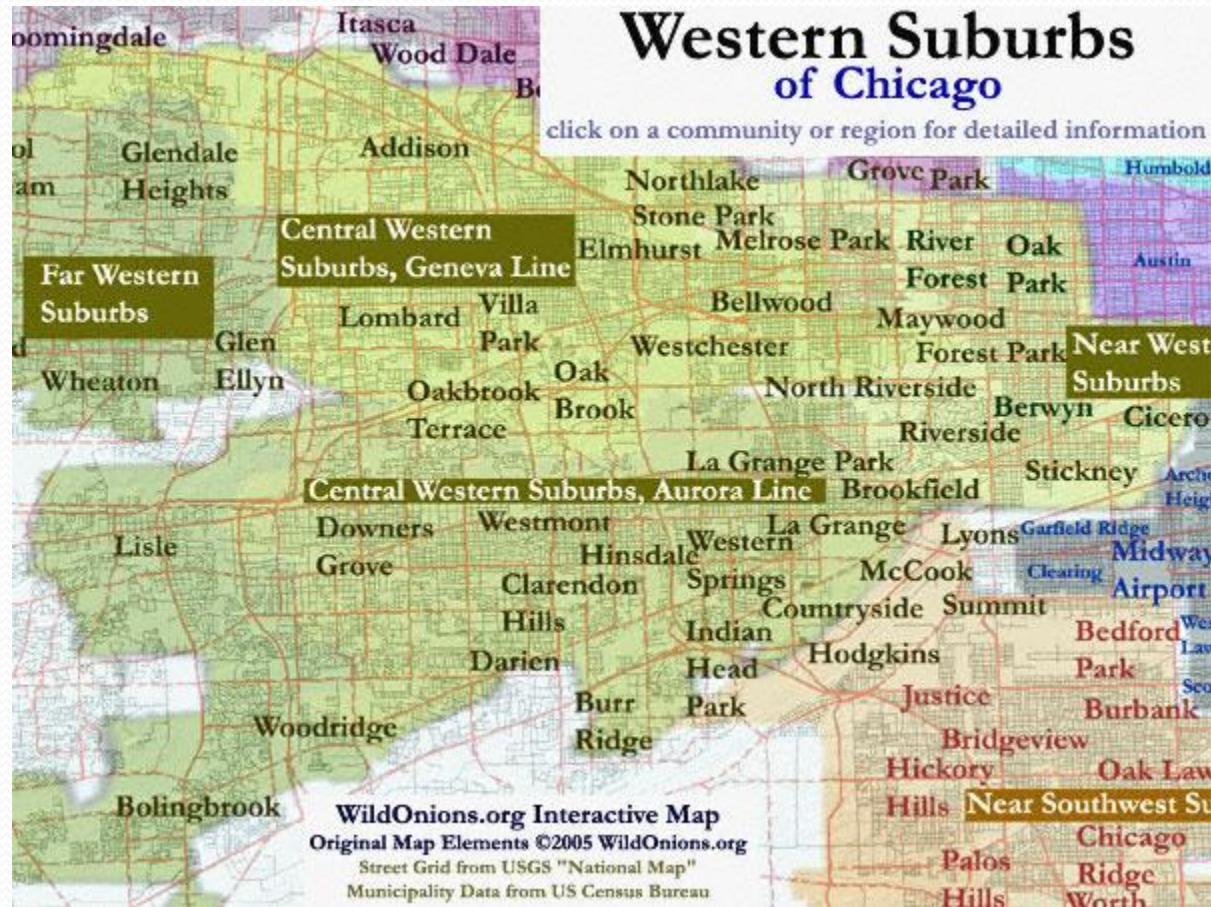 Western Suburbs
of Chicago
click on a community or region for detailed information
Itasca
Wood Dale
Glendale
Heights
Addison
Northlake
Grove Park
Stone Park
Central Western
Suburbs, Geneva Line
Elmhurst
Melrose Park
River
Forest
Oak
Park
Austin
Far Western
Suburbs
Lombard
Villa
Park
Bellwood
Maywood
Glen
Ellyn
Westchester
Forest Park
Near West
Suburbs
Wheaton
Oakbrook
Terrace
Oak
Brook
North Riverside
Berwyn
Cicero
Riverside
La Grange Park
Stickney
Central Western Suburbs, Aurora Line
Brookfield
Downers
Grove
Westmont
La Grange
Lyons
Garfield Ridge
Midway
Airport
Lisle
Hinsdale
Western
Springs
McCook
Clearing
Clarendon
Hills
Countryside
Summit
Indian
Head
Park
Bedford
Park
Darien
Hodgkins
Burr
Ridge
Justice
Burbank
Woodridge
Bridgeview
Hickory
Hills
Oak Law
Bolingbrook
Near Southwest Su
Chicago
Ridge
Palos
Hills
Worth
WildOnions.org Interactive Map
Original Map Elements ©2005 WildOnions.org
Street Grid from USGS "National Map"
Municipality Data from US Census Bureau